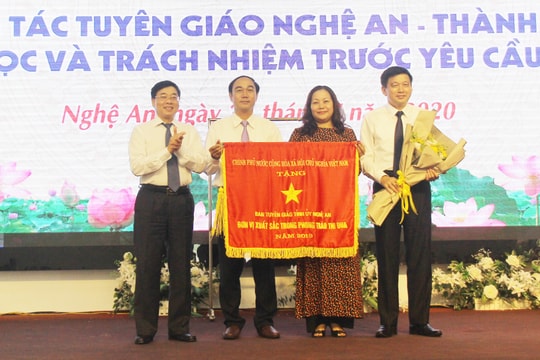 TÁC TUYÊN GIÁO NGHỆ AN - THÀNH
ỌC VÀ TRÁCH NHIỆM TRƯỚC YÊU CẦU
Nghệ An, ngày
2020
CHÍNH PHỦ NƯỚC CỘNG HÒA XÃ HỘI CHỦ NGHĨA VIỆT NAM
TẶNG
BAN TUYÊN GIÁO TỈNH ỦY NGHỆ AN
ĐƠN VỊ XUẤT SẮC TRONG PHONG TRÀO THI ĐUA
NĂM 2019